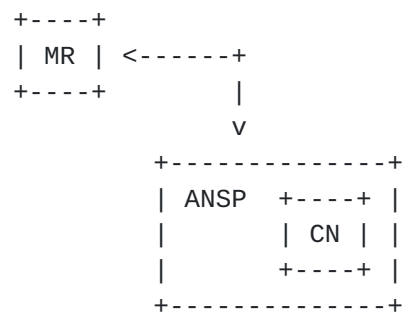 +----+
| MR | <------+
+----+        |
              v
         +--------------+
         | ANSP  +----+ |
         |       | CN | |
         |       +----+ |
         +--------------+